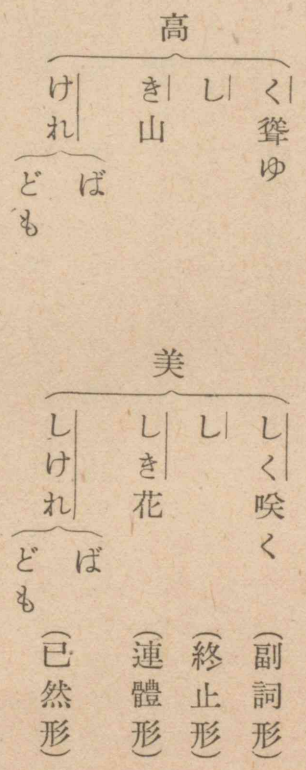 高
く聳ゆ
し
き山
けれ
ば
ども
美
しく咲く
し
しき花
しけれ
ば
ども
(副詞形)
(終止形)
(連體形)
(已然形)